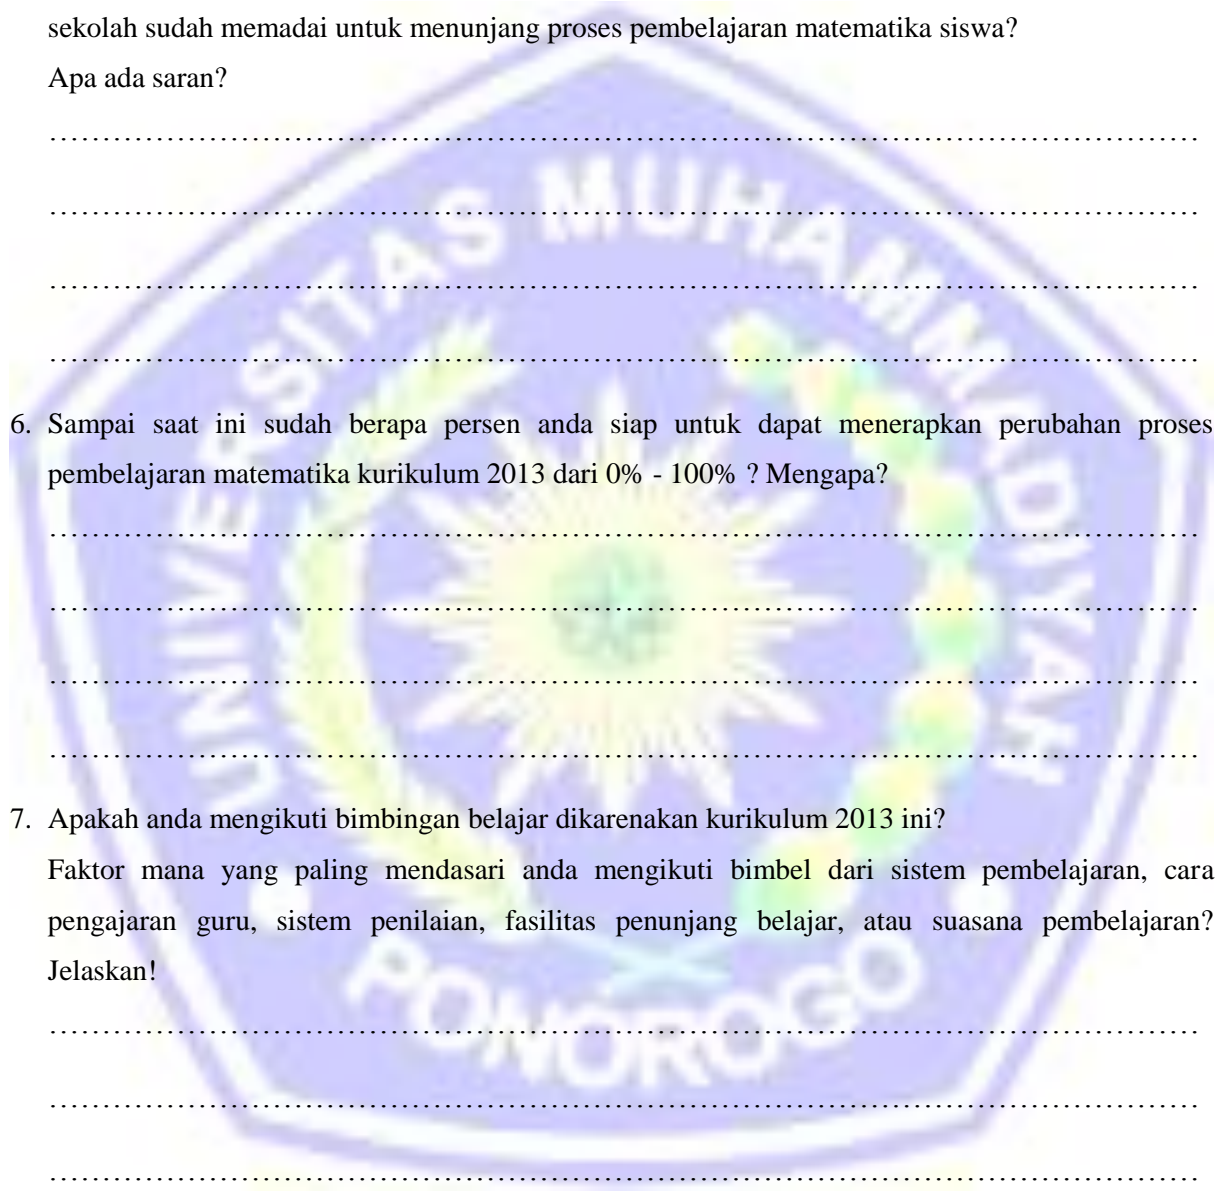 sekolah sudah memadai untuk menunjang proses pembelajaran matematika siswa?
Apa ada saran?
……………………………………………………………………………………………
……………………………………………………………………………………………
……………………………………………………………………………………………
……………………………………………………………………………………………
6. Sampai saat ini sudah berapa persen anda siap untuk dapat menerapkan perubahan proses
pembelajaran matematika kurikulum 2013 dari 0% - 100% ? Mengapa?
……………………………………………………………………………………………
……………………………………………………………………………………………
……………………………………………………………………………………………
……………………………………………………………………………………………
7. Apakah anda mengikuti bimbingan belajar dikarenakan kurikulum 2013 ini?
Faktor mana yang paling mendasari anda mengikuti bimbel dari sistem pembelajaran, cara
pengajaran guru, sistem penilaian, fasilitas penunjang belajar, atau suasana pembelajaran?
Jelaskan!
……………………………………………………………………………………………
……………………………………………………………………………………………
……………………………………………………………………………………………
UNIVERSITAS MUHAMMADIYAH
PONOROGO